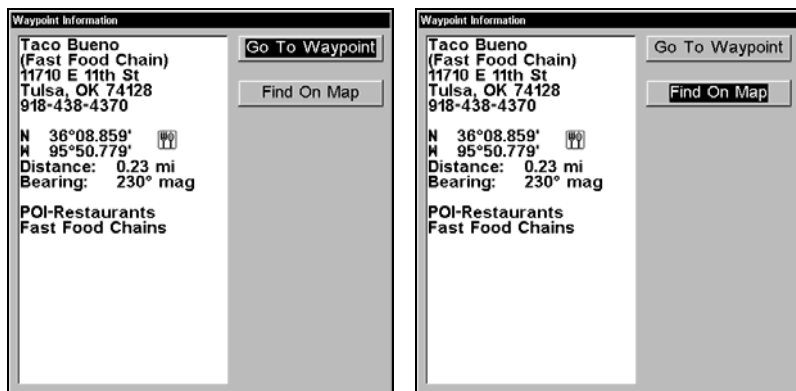 Waypoint Information
Taco Bueno
(Fast Food Chain)
11710 E 11th St
Tulsa, OK 74128
918-438-4370
N 36°08.859'
W 95°50.779'
Distance: 0.23 mi
Bearing: 230° mag
POI-Restaurants
Fast Food Chains
Go To Waypoint
Find On Map
Waypoint Information
Taco Bueno
(Fast Food Chain)
11710 E 11th St
Tulsa, OK 74128
918-438-4370
N 36°08.859'
W 95°50.779'
Distance: 0.23 mi
Bearing: 230° mag
POI-Restaurants
Fast Food Chains
Go To Waypoint
Find On Map